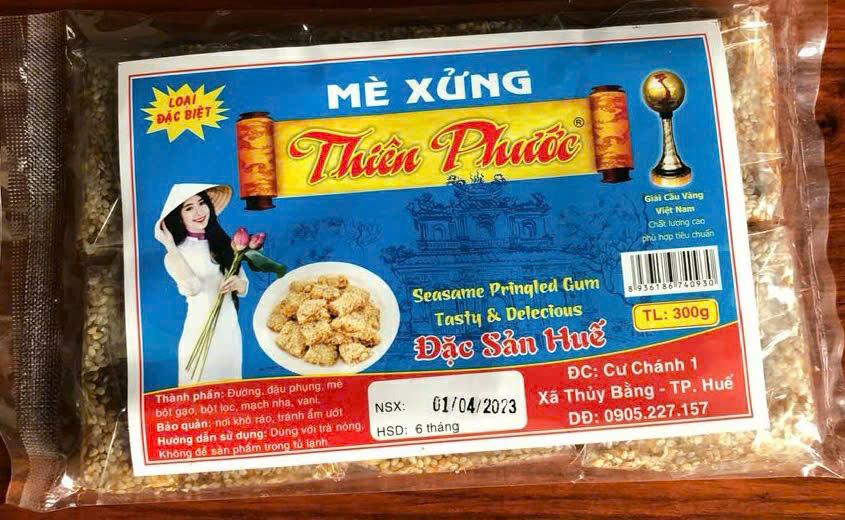 MÈ XỬNG
LOẠI
ĐẶC BIỆT
Thiên Phước®
Giải Cầu Vàng
Việt Nam
Chất lượng cao
phù hợp tiêu chuẩn
8 936186 740930
TL: 300g
Seasame Pringled Gum
Tasty & Delecious
Đặc Sản Huế
Thành phần: Đường, đậu phụng, mè
bột gạo, bột lọc, mạch nha, vani.
Bảo quản: nơi khô ráo, tránh ẩm ướt
Hướng dẫn sử dụng: Dùng với trà nóng,
Không để sản phẩm trong tủ lạnh
NSX: 01/04/2023
HSD: 6 tháng
ĐC: Cư Chánh 1
Xã Thủy Bằng - TP. Huế
DĐ: 0905.227.157